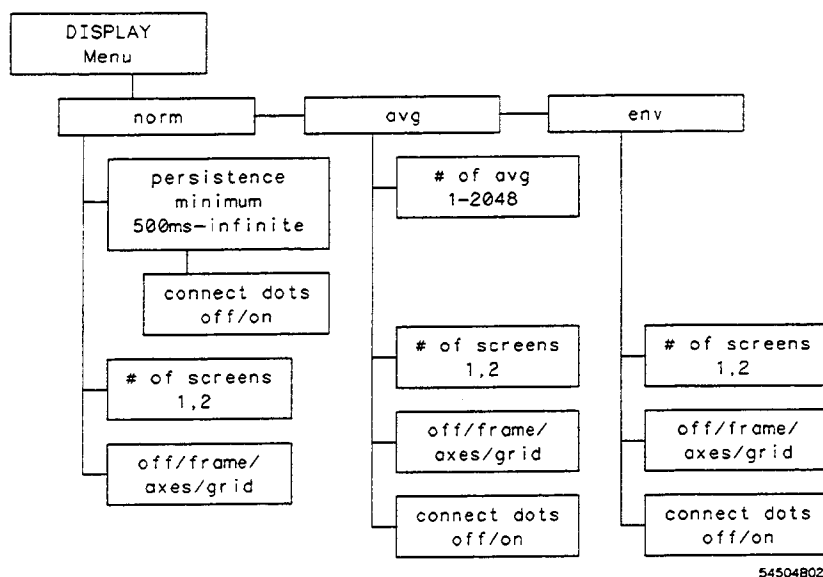 DISPLAY
Menu
norm
avg
env
persistence
minimum
500ms-infinite
# of avg
1-2048
connect dots
off/on
# of screens
1,2
# of screens
1,2
# of screens
1,2
off/frame/
axes/grid
off/frame/
axes/grid
off/frame/
axes/grid
connect dots
off/on
connect dots
off/on
54504B02